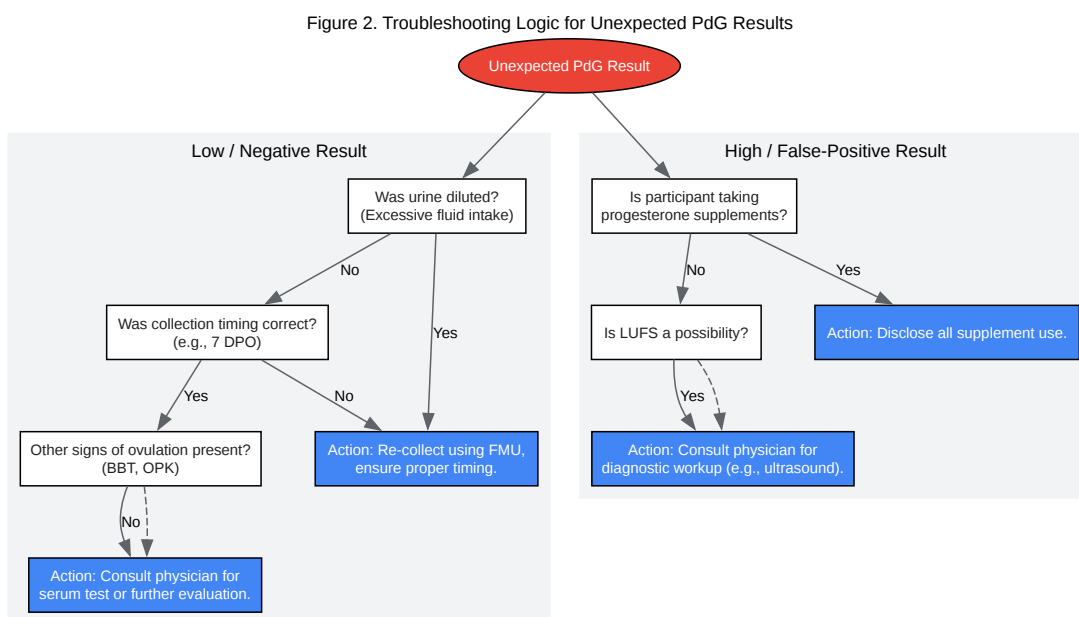 Figure 2. Troubleshooting Logic for Unexpected PdG Results
Unexpected PdG Result
Low / Negative Result
Was urine diluted?
(Excessive fluid intake)
No
Yes
Was collection timing correct?
(e.g., 7 DPO)
Yes
No
Other signs of ovulation present?
(BBT, OPK)
Action: Re-collect using FMU,
ensure proper timing.
No
Action: Consult physician for
serum test or further evaluation.
High / False-Positive Result
Is participant taking
progesterone supplements?
No
Yes
Is LUFS a possibility?
Action: Disclose all supplement use.
Yes
Action: Consult physician for
diagnostic workup (e.g., ultrasound).